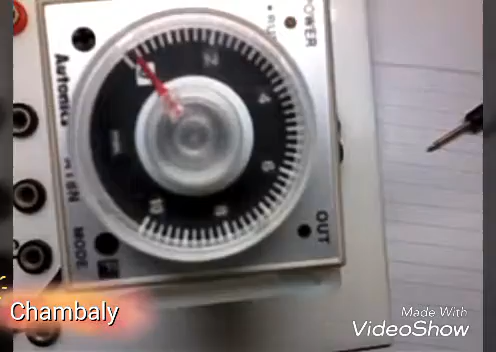 POWER
Autonics
2
4
6
8
10
OUT
MODE
Chambaly
Made With
VideoShow